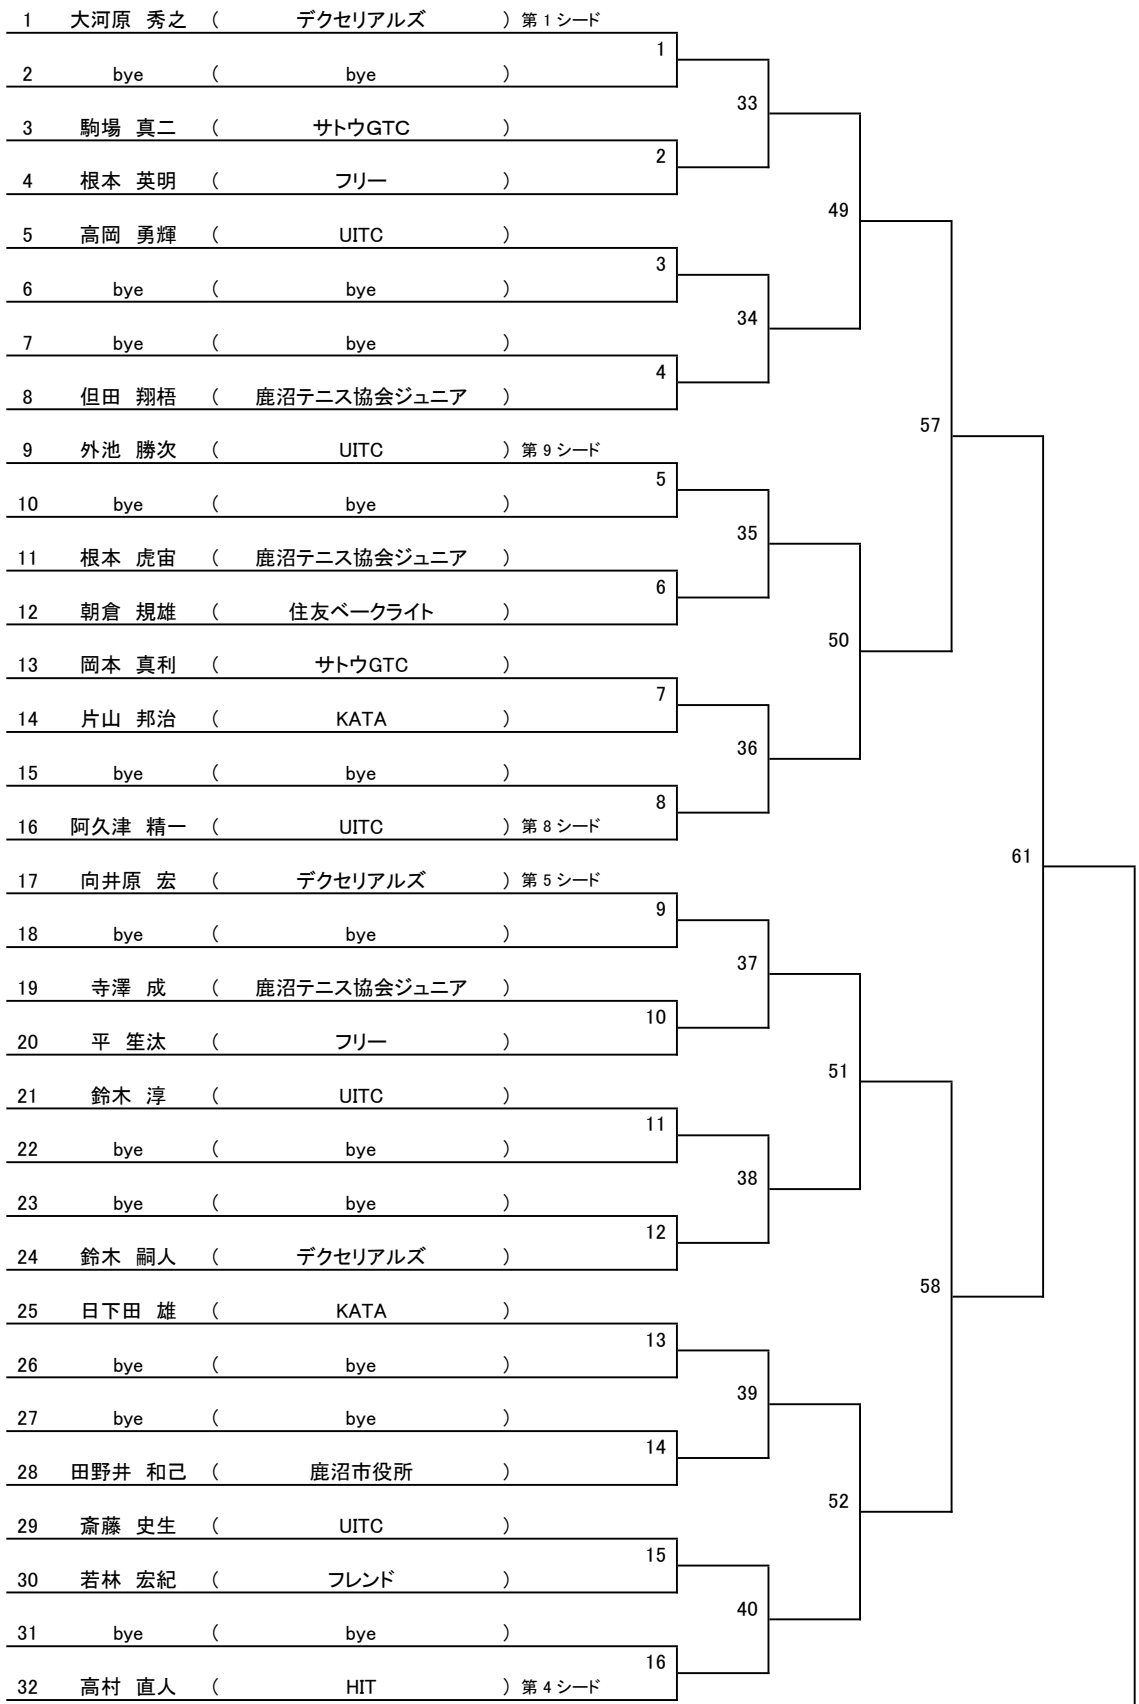 1 大河原 秀之 ( デクセリアルズ ) 第 1 シード
1
2 bye ( bye )
33
3 駒場 真二 ( サトウGTC )
2
4 根本 英明 ( フリー )
49
5 高岡 勇輝 ( UITC )
3
6 bye ( bye )
34
7 bye ( bye )
4
8 但田 翔梧 ( 鹿沼テニス協会ジュニア )
57
9 外池 勝次 ( UITC ) 第 9 シード
5
10 bye ( bye )
35
11 根本 虎宙 ( 鹿沼テニス協会ジュニア )
6
12 朝倉 規雄 ( 住友ベークライト )
50
13 岡本 真利 ( サトウGTC )
7
14 片山 邦治 ( KATA )
36
15 bye ( bye )
8
16 阿久津 精一 ( UITC ) 第 8 シード
61
17 向井原 宏 ( デクセリアルズ ) 第 5 シード
9
18 bye ( bye )
37
19 寺澤 成 ( 鹿沼テニス協会ジュニア )
10
20 平 笙汰 ( フリー )
51
21 鈴木 淳 ( UITC )
11
22 bye ( bye )
38
23 bye ( bye )
12
24 鈴木 嗣人 ( デクセリアルズ )
58
25 日下田 雄 ( KATA )
13
26 bye ( bye )
39
27 bye ( bye )
14
28 田野井 和己 ( 鹿沼市役所 )
52
29 斎藤 史生 ( UITC )
15
30 若林 宏紀 ( フレンド )
40
31 bye ( bye )
16
32 高村 直人 ( HIT ) 第 4 シード